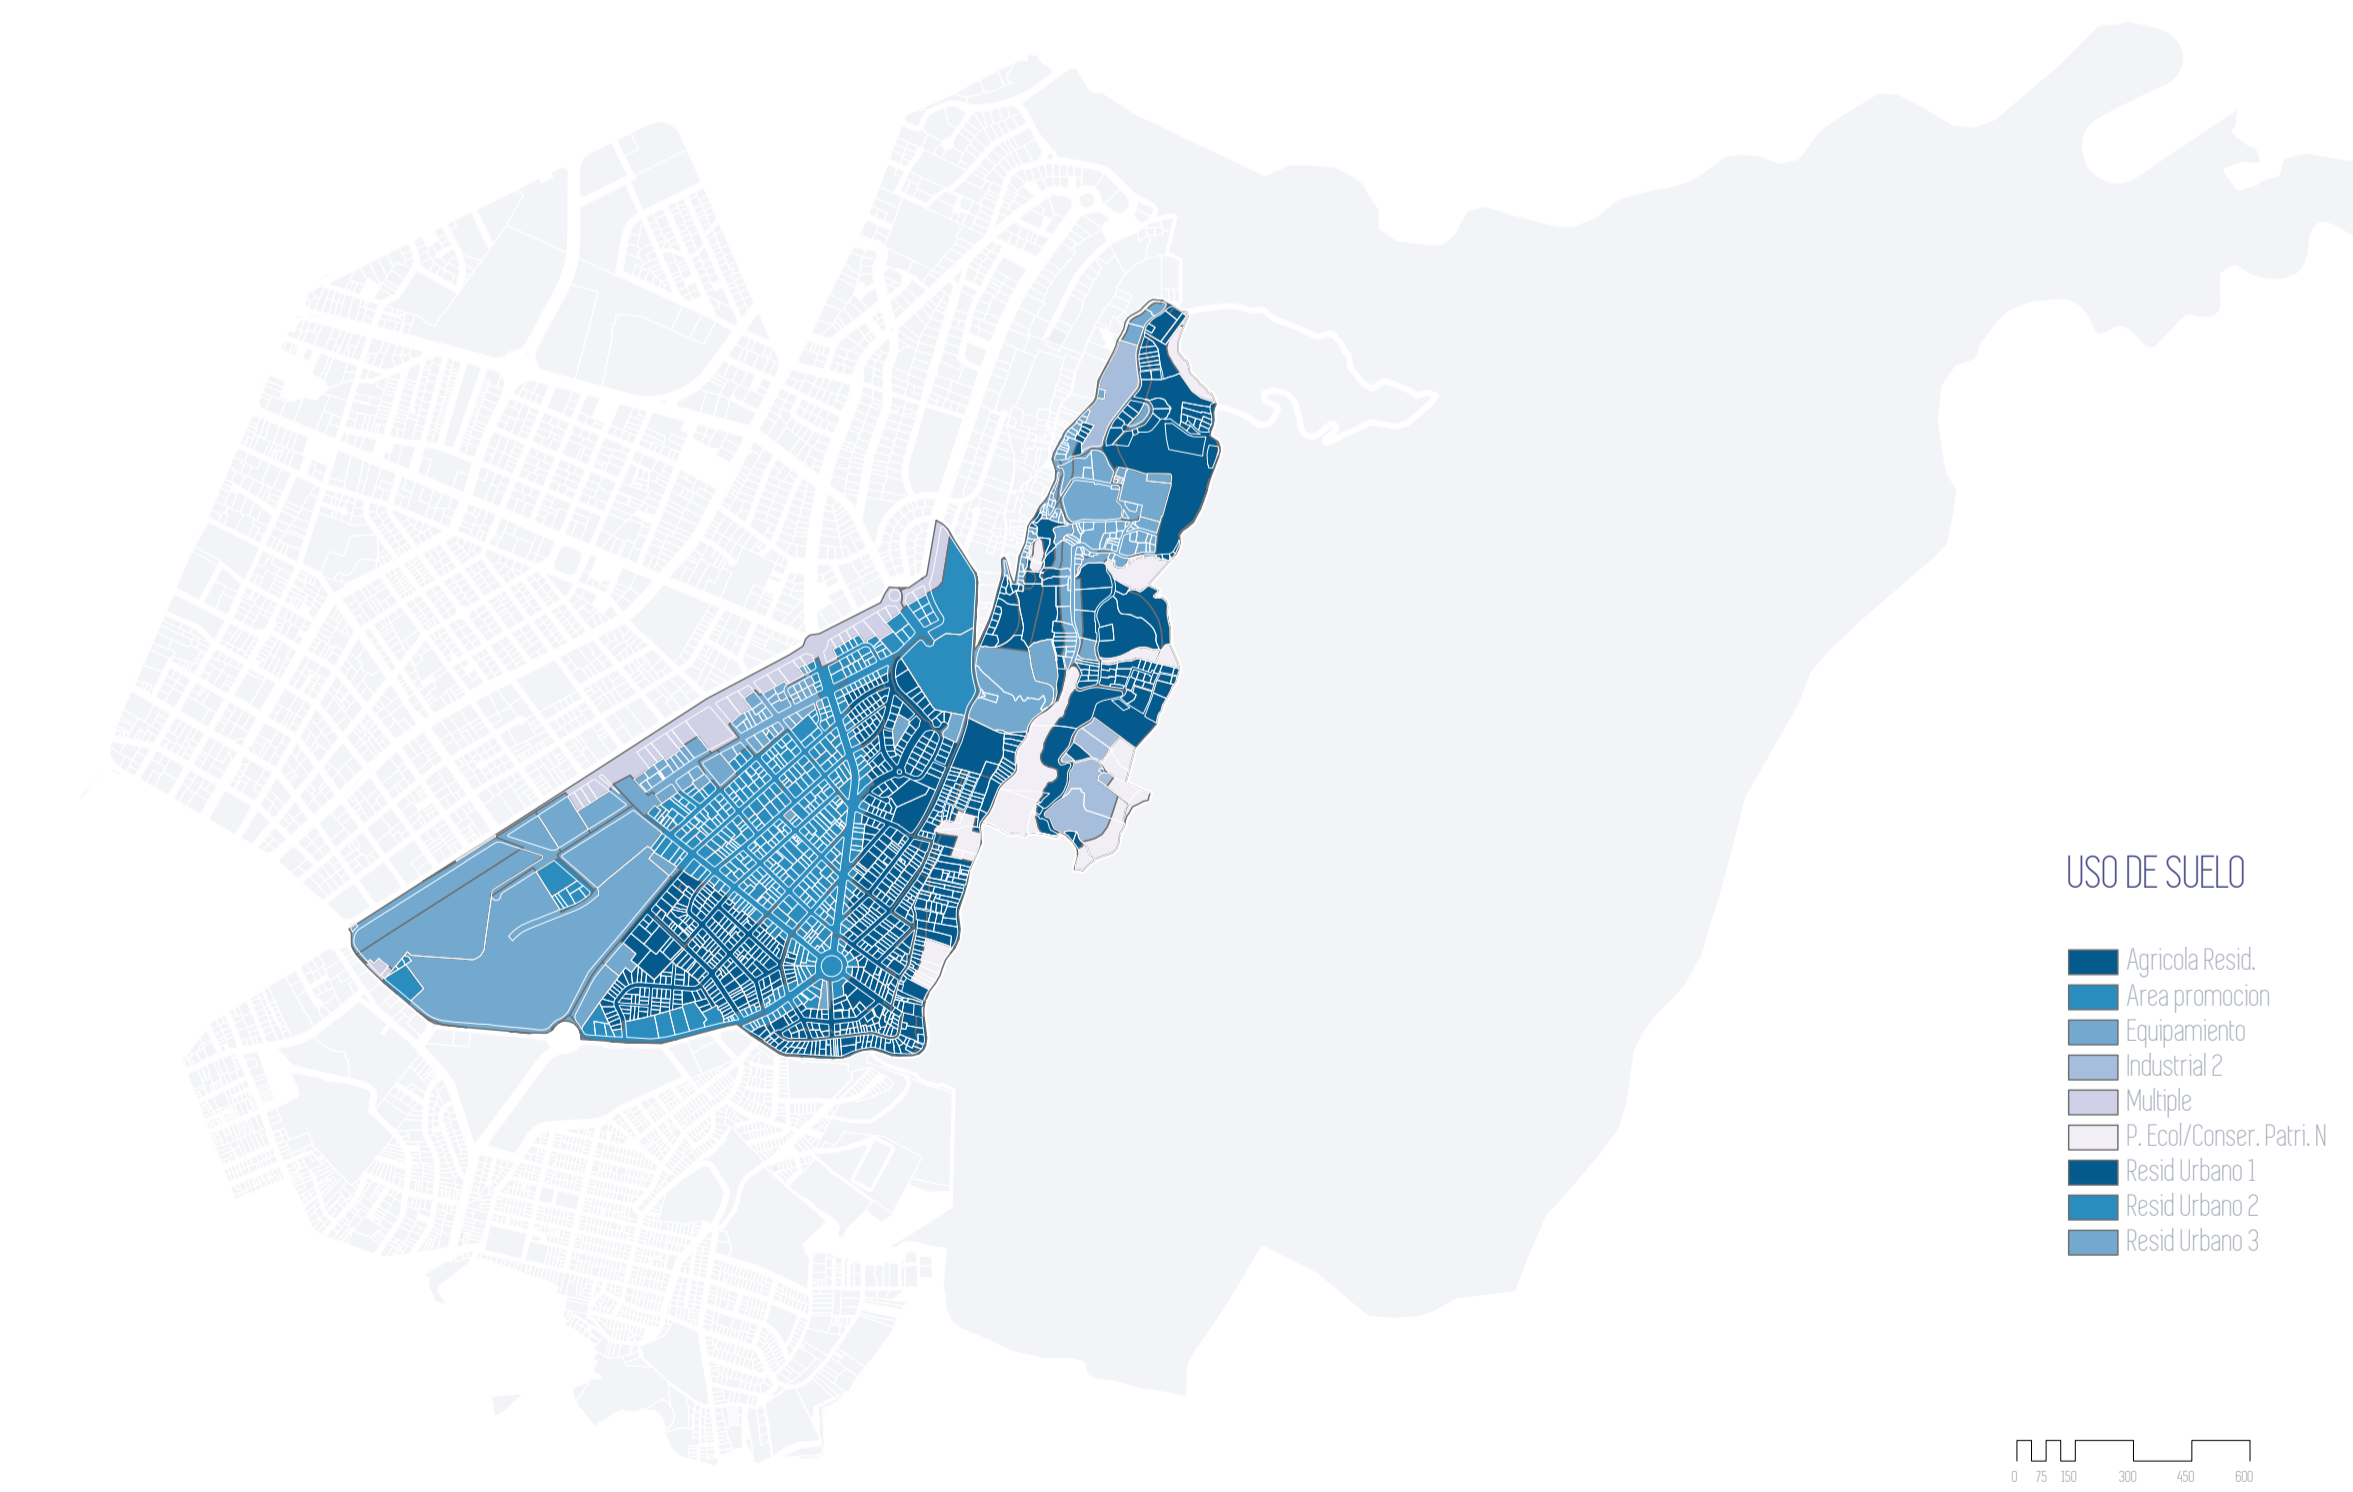 USO DE SUELO
Agricola Resid.
Area promocion
Equipamiento
Industrial 2
Multiple
P. Ecol/Conser. Patri. N
Resid Urbano 1
Resid Urbano 2
Resid Urbano 3
0 75 150 300 450 600